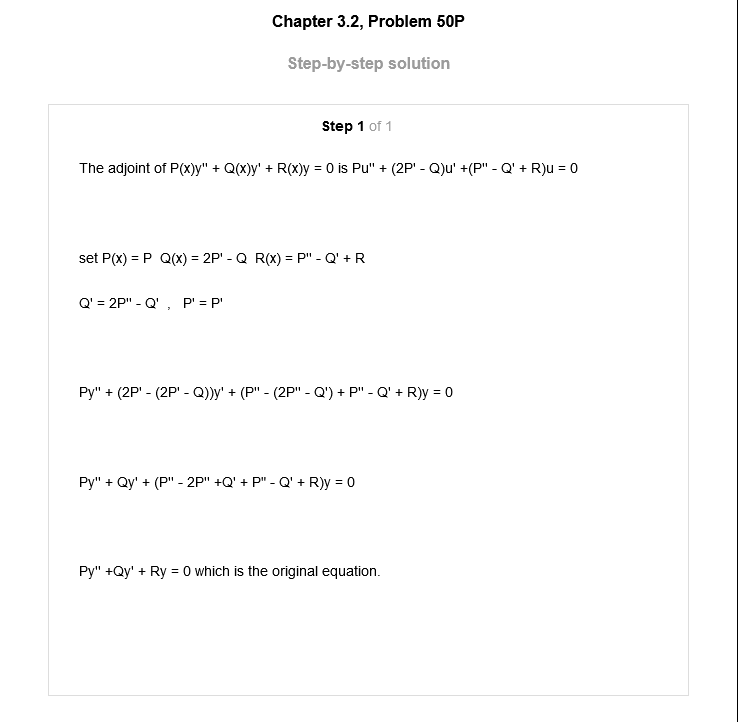 Chapter 3.2, Problem 50P
Step-by-step solution
Step 1 of 1
The adjoint of P(x)y" + Q(x)y' + R(x)y = 0 is Pu" + (2P' - Q)u' +(P" - Q' + R)u = 0
set P(x) = P Q(x) = 2P' - Q R(x) = P" - Q' + R
Q' = 2P" - Q' , P' = P'
Py" + (2P' - (2P' - Q))y' + (P" - (2P" - Q') + P" - Q' + R)y = 0
Py" + Qy' + (P" - 2P" +Q' + P" - Q' + R)y = 0
Py" +Qy' + Ry = 0 which is the original equation.